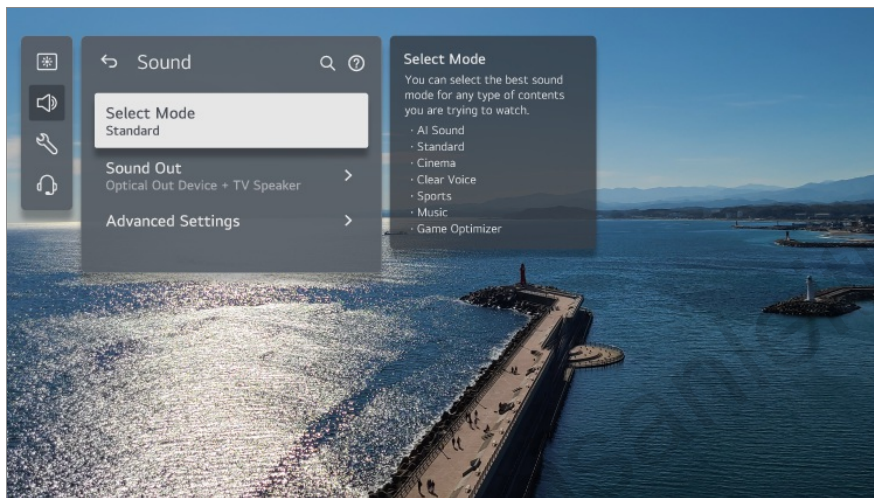 Sound
Select Mode
Standard
Sound Out
Optical Out Device + TV Speaker
Advanced Settings
Select Mode
You can select the best sound
mode for any type of contents
you are trying to watch.
· AI Sound
· Standard
· Cinema
· Clear Voice
· Sports
· Music
· Game Optimizer